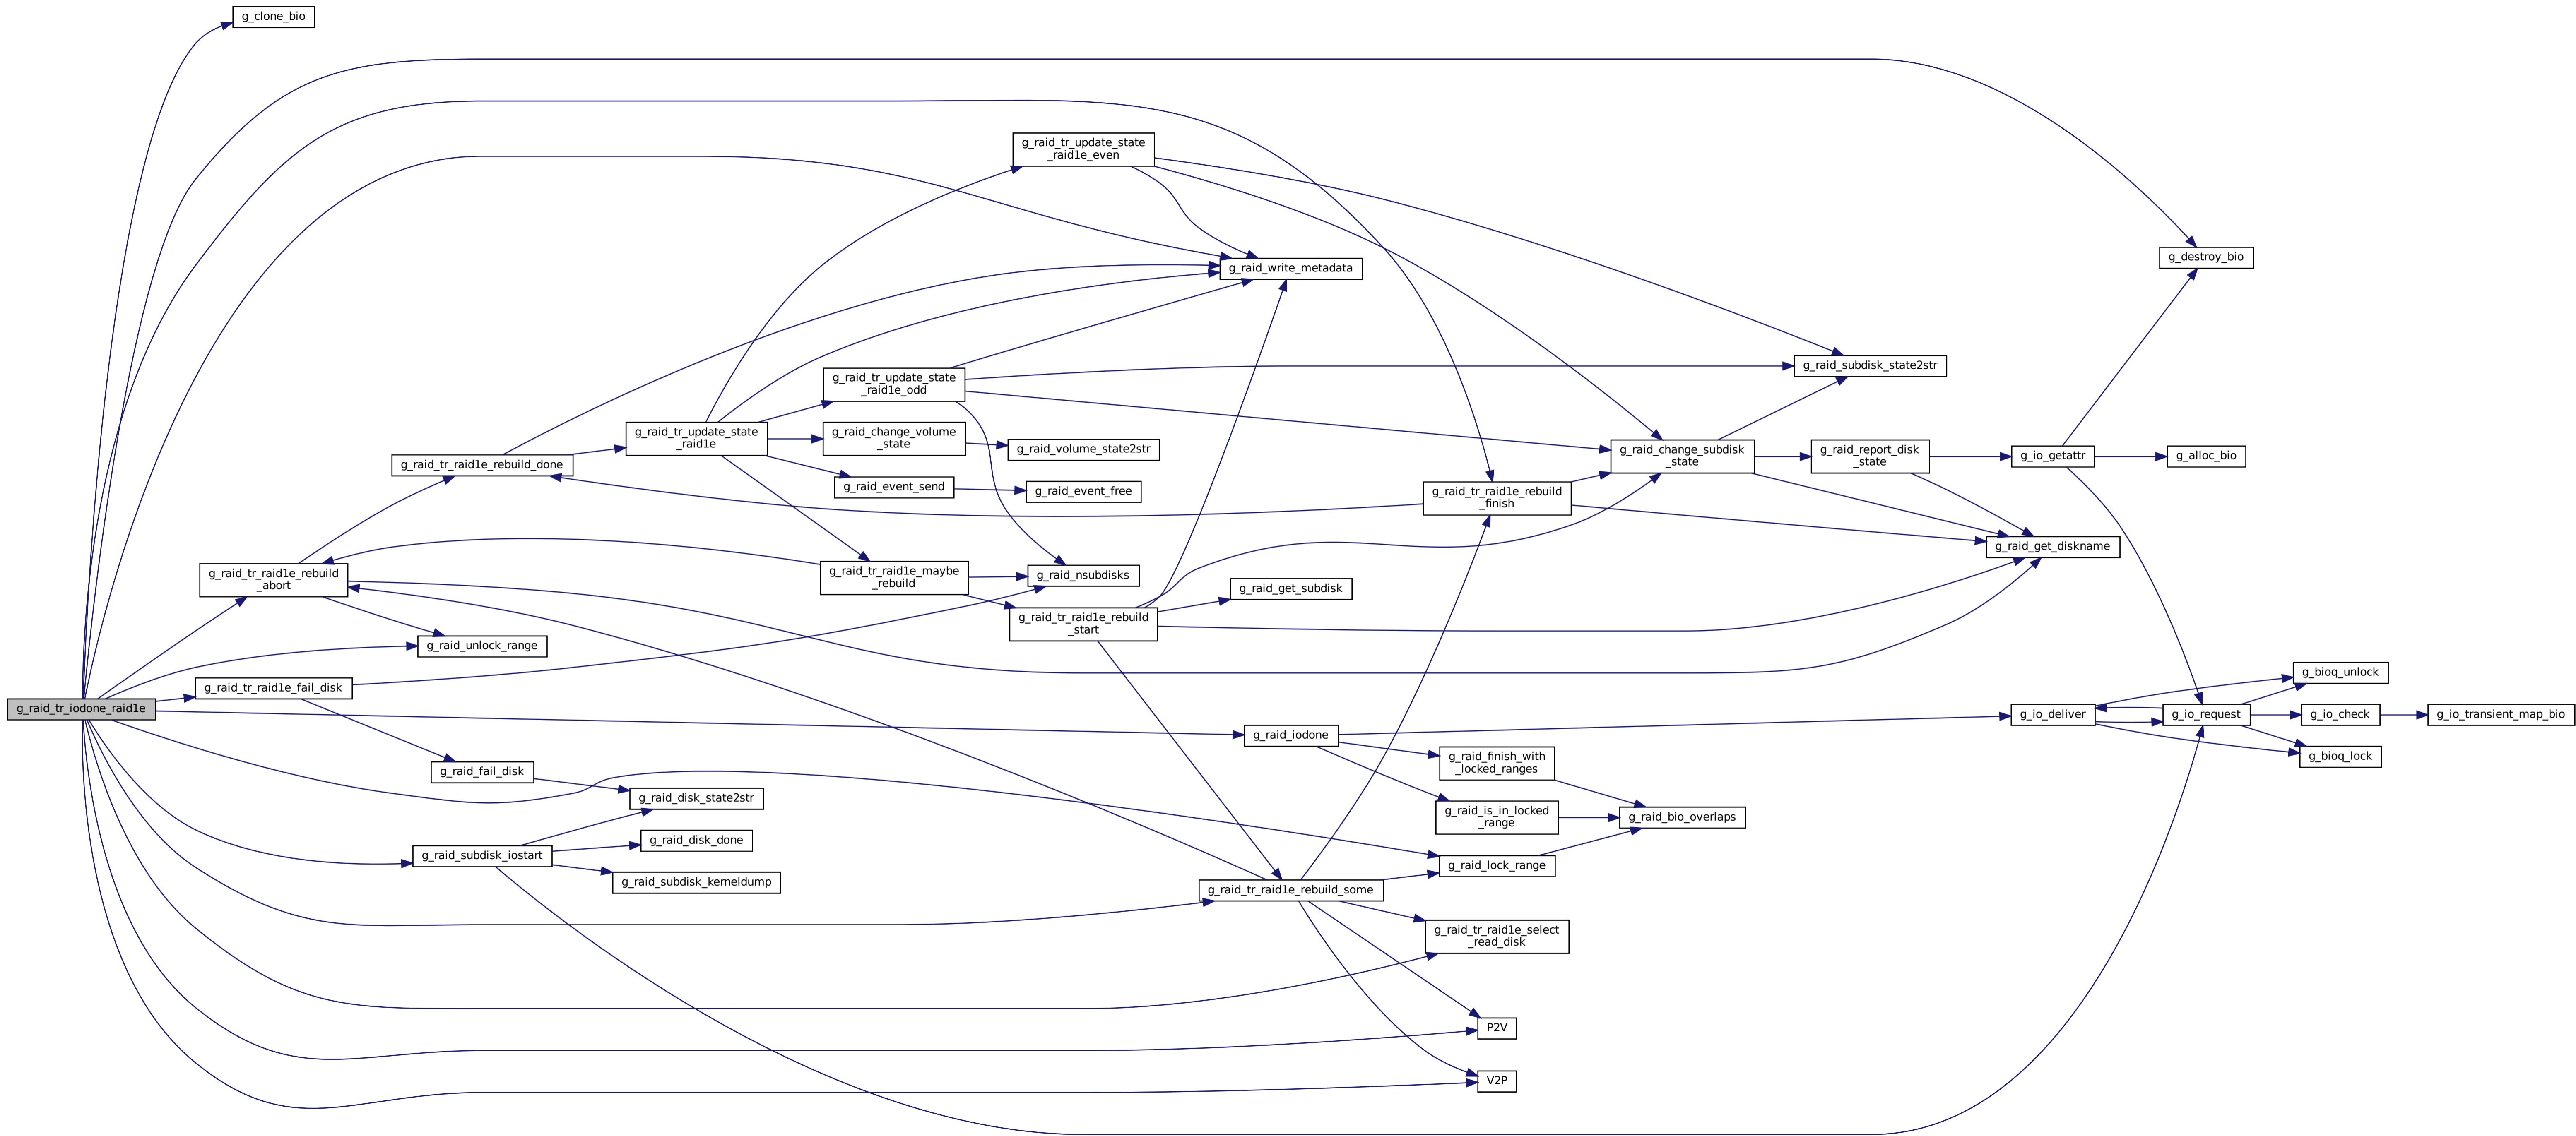 g_clone_bio
g_raid_tr_update_state
_raid1e_even
g_destroy_bio
g_raid_write_metadata
g_raid_subdisk_state2str
g_raid_tr_update_state
_raid1e_odd
g_raid_tr_update_state
_raid1e
g_raid_change_volume
_state
g_raid_volume_state2str
g_raid_change_subdisk
_state
g_raid_report_disk
_state
g_io_getattr
g_alloc_bio
g_raid_tr_raid1e_rebuild_done
g_raid_event_send
g_raid_event_free
g_raid_tr_raid1e_rebuild
_finish
g_raid_get_diskname
g_raid_tr_raid1e_rebuild
_abort
g_raid_tr_raid1e_maybe
_rebuild
g_raid_nsubdisks
g_raid_get_subdisk
g_raid_tr_raid1e_rebuild
_start
g_raid_unlock_range
g_bioq_unlock
g_raid_tr_raid1e_fail_disk
g_raid_tr_iodone_raid1e
g_io_deliver
g_io_request
g_io_check
g_io_transient_map_bio
g_raid_iodone
g_bioq_lock
g_raid_finish_with
_locked_ranges
g_raid_fail_disk
g_raid_disk_state2str
g_raid_is_in_locked
_range
g_raid_bio_overlaps
g_raid_disk_done
g_raid_subdisk_iostart
g_raid_lock_range
g_raid_subdisk_kerneldump
g_raid_tr_raid1e_rebuild_some
g_raid_tr_raid1e_select
_read_disk
P2V
V2P